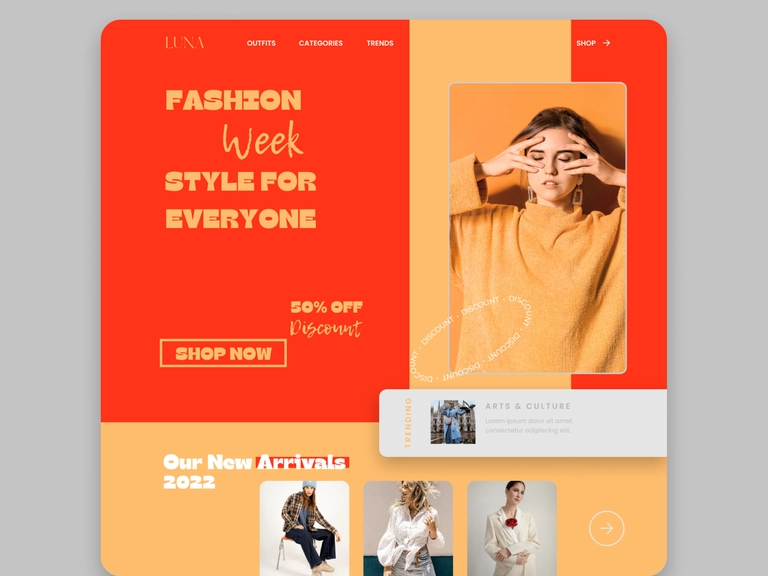 LUNA
OUTFITS
CATEGORIES
TRENDS
SHOP
FASHION
Week
STYLE FOR
EVERYONE
50% OFF
Discount
SHOP NOW
DISCOUNT · DISCOUNT · DISCOUNT · DISCOUNT · DISCOUNT · DISCOUNT
TRENDING
ARTS & CULTURE
Lorem ipsum dolor sit amet,
consectetur adipiscing elit.
Our New Arrivals
2022